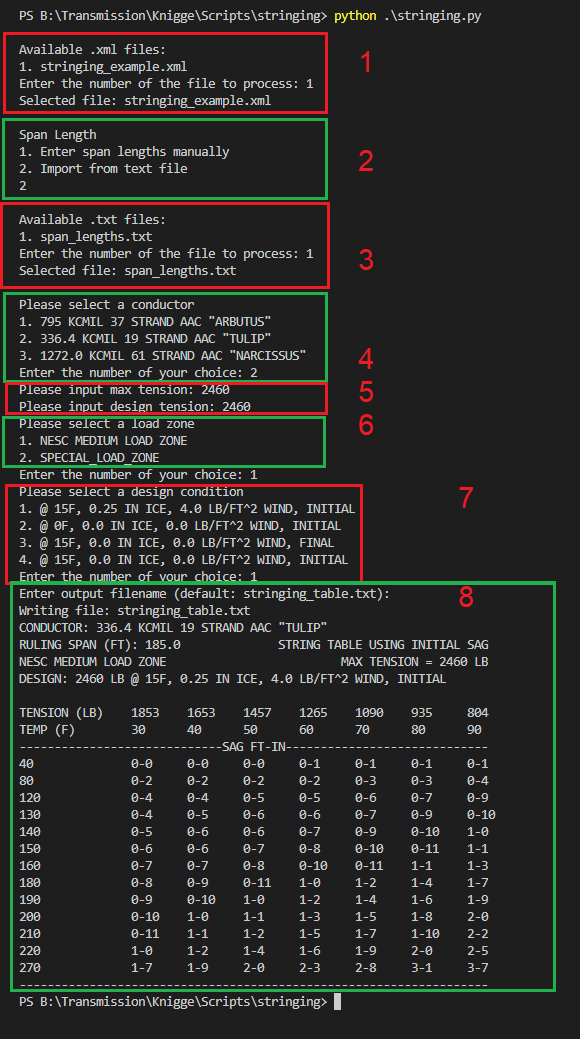 PS B:\Transmission\Knigge\Scripts\stringing> python .\stringing.py
Available .xml files:
1. stringing_example.xml
Enter the number of the file to process: 1
Selected file: stringing_example.xml
1
Span Length
1. Enter span lengths manually
2. Import from text file
2
2
Available .txt files:
1. span_lengths.txt
Enter the number of the file to process: 1
Selected file: span_lengths.txt
3
Please select a conductor
1. 795 KCMIL 37 STRAND AAC "ARBUTUS"
2. 336.4 KCMIL 19 STRAND AAC "TULIP"
3. 1272.0 KCMIL 61 STRAND AAC "NARCISSUS"
Enter the number of your choice: 2
4
Please input max tension: 2460
Please input design tension: 2460
5
Please select a load zone
1. NESC MEDIUM LOAD ZONE
2. SPECIAL_LOAD_ZONE
Enter the number of your choice: 1
6
Please select a design condition
1. @ 15F, 0.25 IN ICE, 4.0 LB/FT^2 WIND, INITIAL
2. @ 0F, 0.0 IN ICE, 0.0 LB/FT^2 WIND, INITIAL
3. @ 15F, 0.0 IN ICE, 0.0 LB/FT^2 WIND, FINAL
4. @ 15F, 0.0 IN ICE, 0.0 LB/FT^2 WIND, INITIAL
Enter the number of your choice: 1
7
Enter output filename (default: stringing_table.txt):
8
Writing file: stringing_table.txt
CONDUCTOR: 336.4 KCMIL 19 STRAND AAC "TULIP"
RULING SPAN (FT): 185.0 STRING TABLE USING INITIAL SAG
NESC MEDIUM LOAD ZONE MAX TENSION = 2460 LB
DESIGN: 2460 LB @ 15F, 0.25 IN ICE, 4.0 LB/FT^2 WIND, INITIAL
TENSION (LB) 1853 1653 1457 1265 1090 935 804
TEMP (F) 30 40 50 60 70 80 90
-----------------------------SAG FT-IN-----------------------------
40 0-0 0-0 0-0 0-1 0-1 0-1 0-1
80 0-2 0-2 0-2 0-2 0-3 0-3 0-4
120 0-4 0-4 0-5 0-5 0-6 0-7 0-9
130 0-4 0-5 0-6 0-6 0-7 0-9 0-10
140 0-5 0-6 0-6 0-7 0-9 0-10 1-0
150 0-6 0-6 0-7 0-8 0-10 0-11 1-1
160 0-7 0-7 0-8 0-10 0-11 1-1 1-3
180 0-8 0-9 0-11 1-0 1-2 1-4 1-7
190 0-9 0-10 1-0 1-2 1-4 1-6 1-9
200 0-10 1-0 1-1 1-3 1-5 1-8 2-0
210 0-11 1-1 1-2 1-5 1-7 1-10 2-2
220 1-0 1-2 1-4 1-6 1-9 2-0 2-5
270 1-7 1-9 2-0 2-3 2-8 3-1 3-7
-------------------------------------------------------------------
PS B:\Transmission\Knigge\Scripts\stringing>